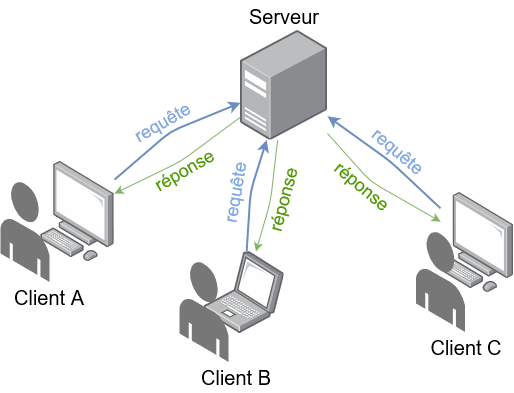 Serveur
requête
réponse
requête
réponse
requête
réponse
Client A
Client B
Client C